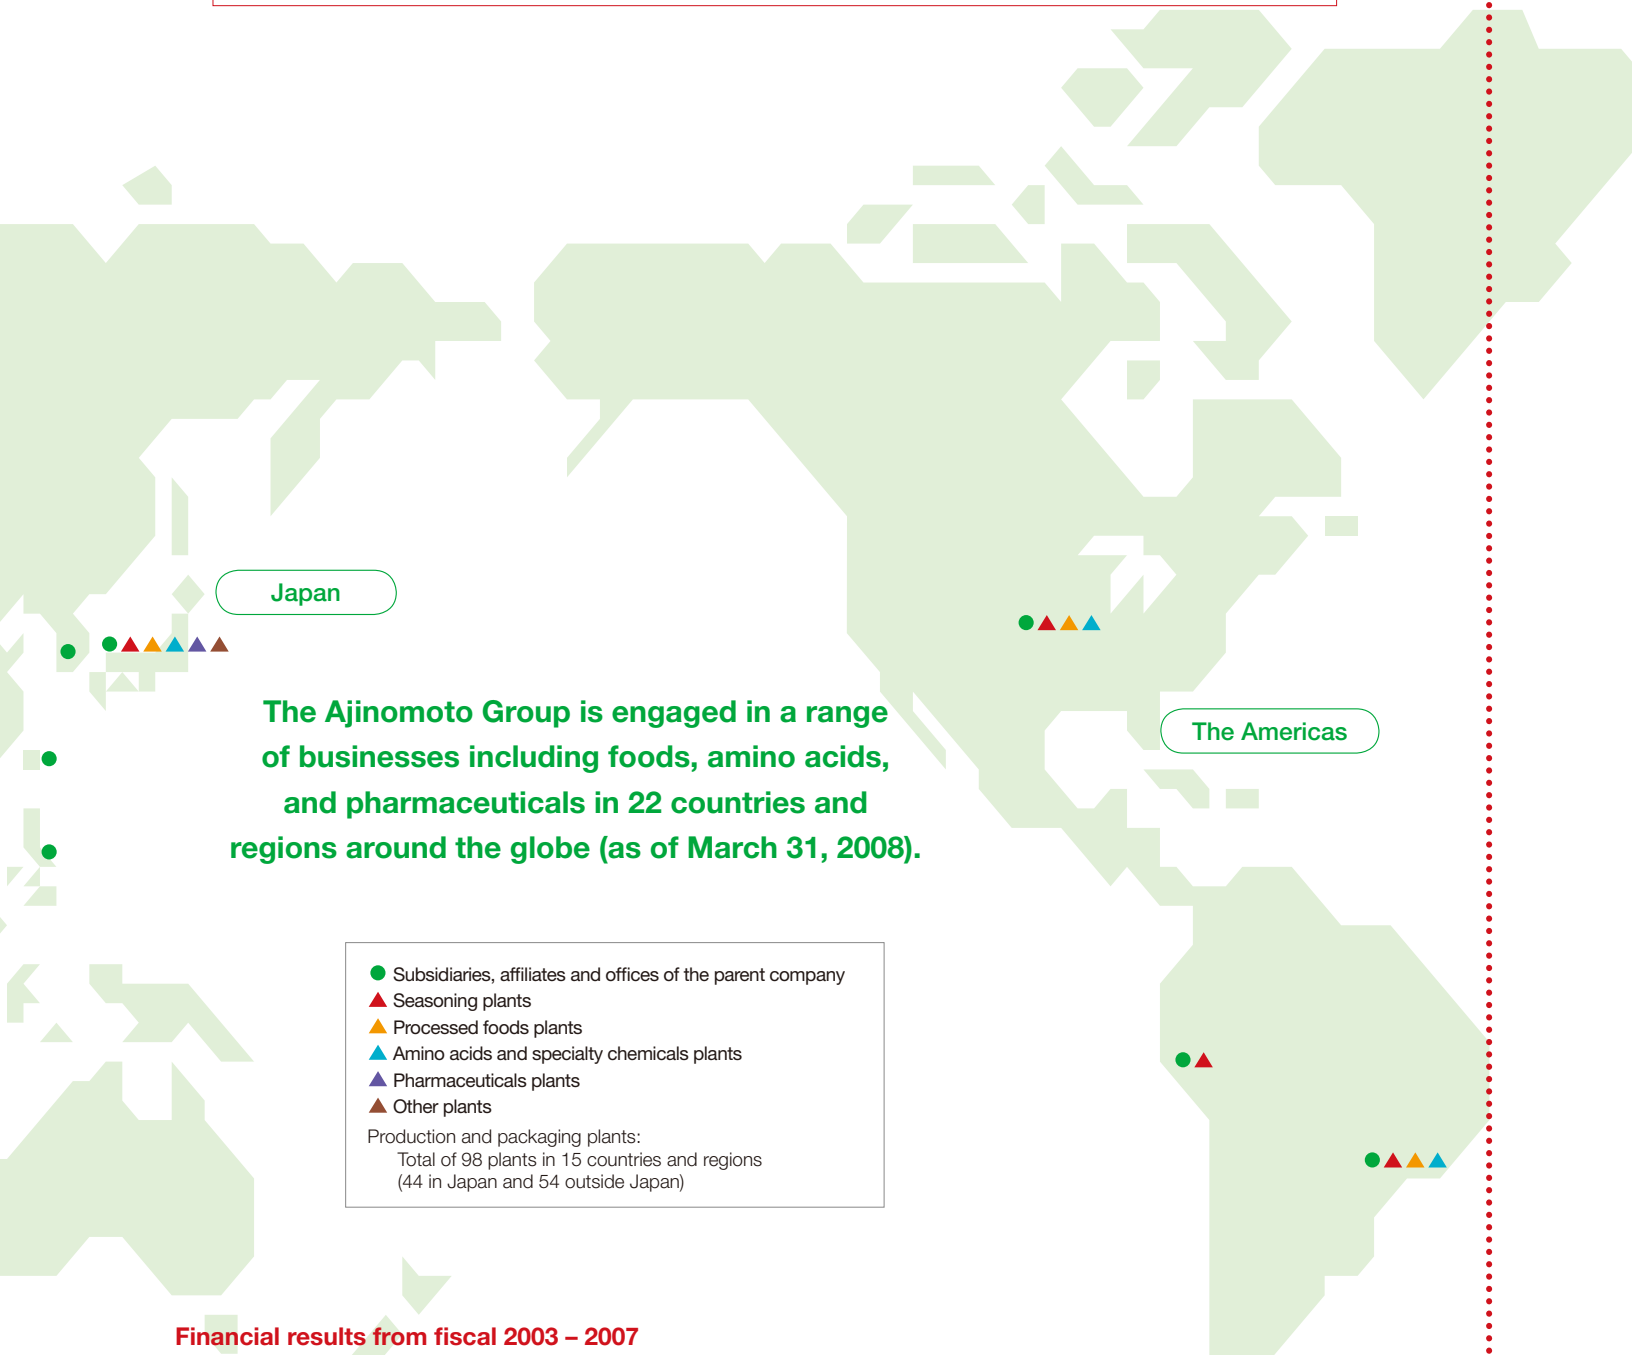 Japan
The Ajinomoto Group is engaged in a range
of businesses including foods, amino acids,
and pharmaceuticals in 22 countries and
regions around the globe (as of March 31, 2008).
The Americas
Subsidiaries, affiliates and offices of the parent company
Seasoning plants
Processed foods plants
Amino acids and specialty chemicals plants
Pharmaceuticals plants
Other plants
Production and packaging plants:
Total of 98 plants in 15 countries and regions
(44 in Japan and 54 outside Japan)
Financial results from fiscal 2003 – 2007